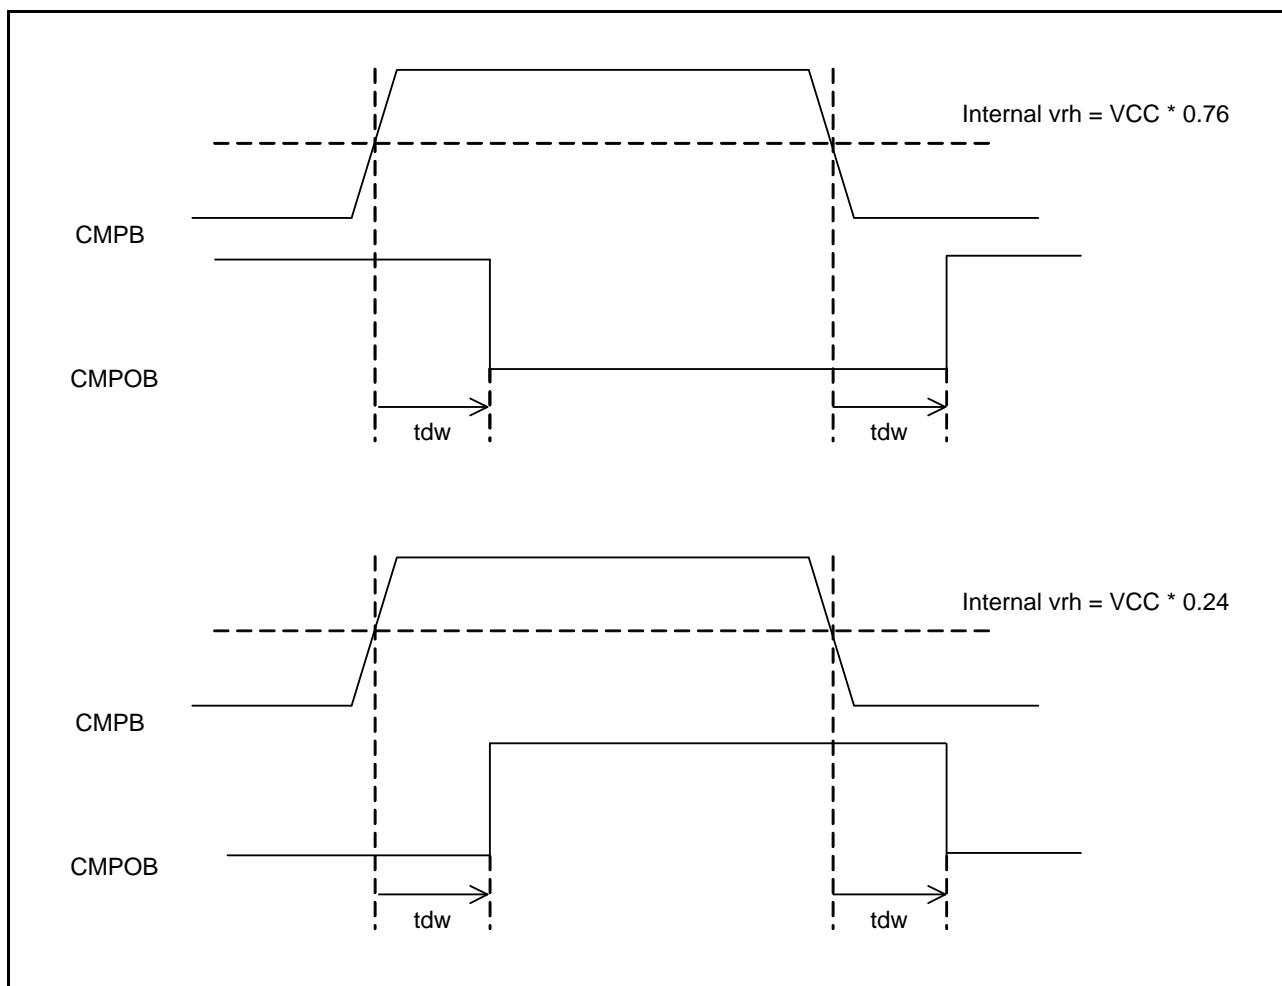 Internal vrh = VCC * 0.76
CMPB
CMPOB
tdw
tdw
Internal vrh = VCC * 0.24
CMPB
CMPOB
tdw
tdw